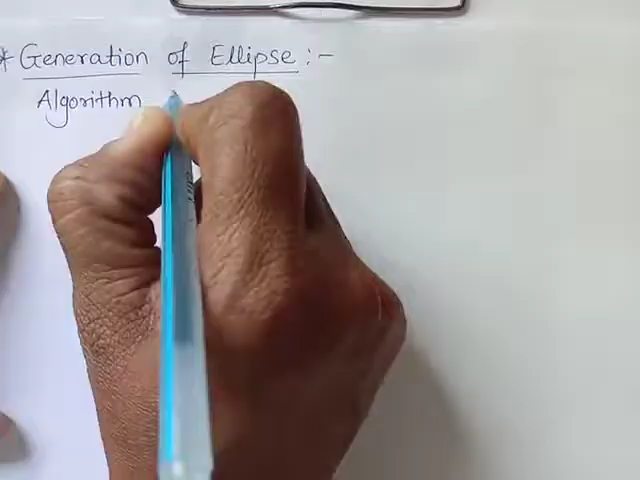 * Generation of Ellipse :-
Algorithm